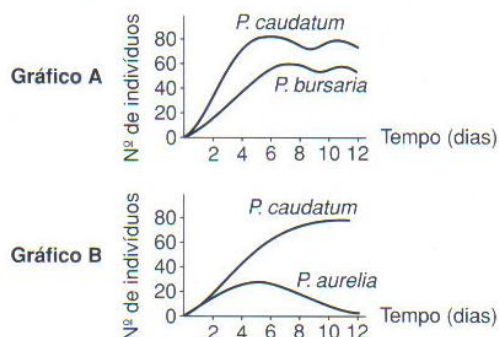 Gráfico A
Nº de indivíduos
80
60
40
20
0
P. caudatum
P. bursaria
2 4 6 8 10 12
Tempo (dias)
Gráfico B
Nº de indivíduos
80
60
40
20
0
P. caudatum
P. aurelia
2 4 6 8 10 12
Tempo (dias)